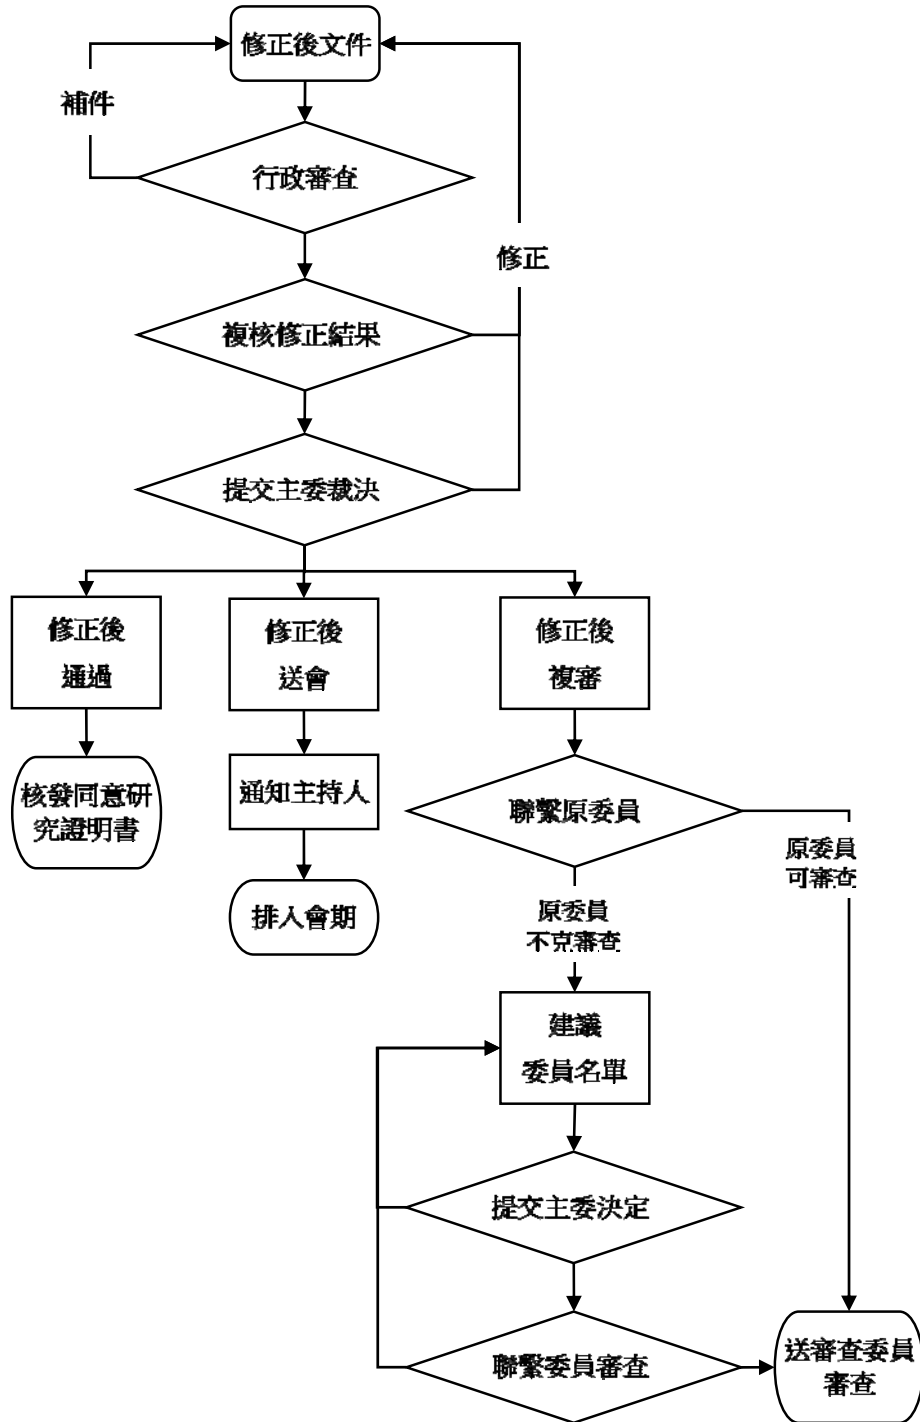 修正後文件
補件
行政審查
修正
複核修正結果
提交主委裁決
修正後
通過
修正後
送會
修正後
複審
核發同意研
究證明書
通知主持人
聯繫原委員
原委員
可審查
排入會期
原委員
不克審查
建議
委員名單
提交主委決定
聯繫委員審查
送審查委員
審查